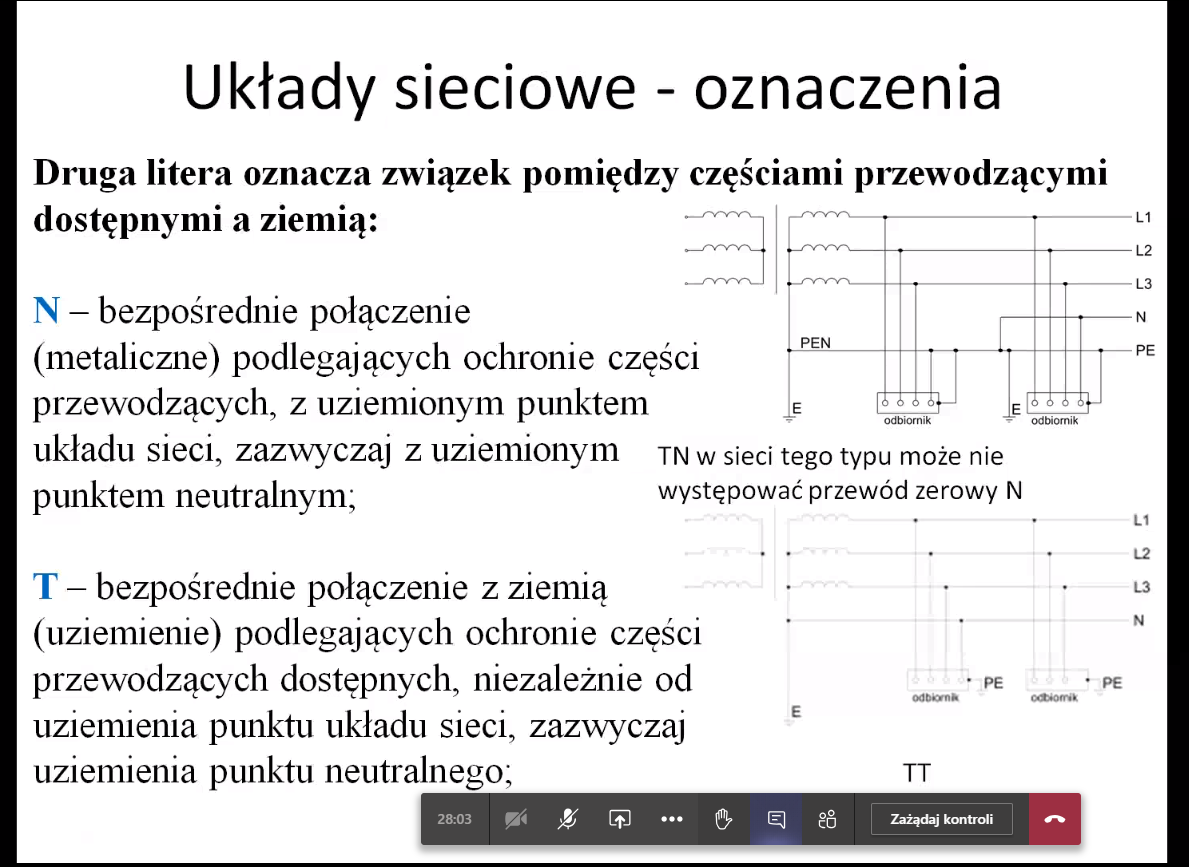 Układy sieciowe - oznaczenia
Druga litera oznacza związek pomiędzy częściami przewodzącymi
dostępnymi a ziemią:
N – bezpośrednie połączenie
(metaliczne) podlegających ochronie części
przewodzących, z uziemionym punktem
układu sieci, zazwyczaj z uziemionym
punktem neutralnym;
T – bezpośrednie połączenie z ziemią
(uziemienie) podlegających ochronie części
przewodzących dostępnych, niezależnie od
uziemienia punktu układu sieci, zazwyczaj
uziemienia punktu neutralnego;
L1
L2
L3
N
PEN
PE
E
E
odbiornik
odbiornik
TN w sieci tego typu może nie
występować przewód zerowy N
L1
L2
L3
N
PE
PE
odbiornik
odbiornik
E
TT
28:03
Zażądaj kontroli